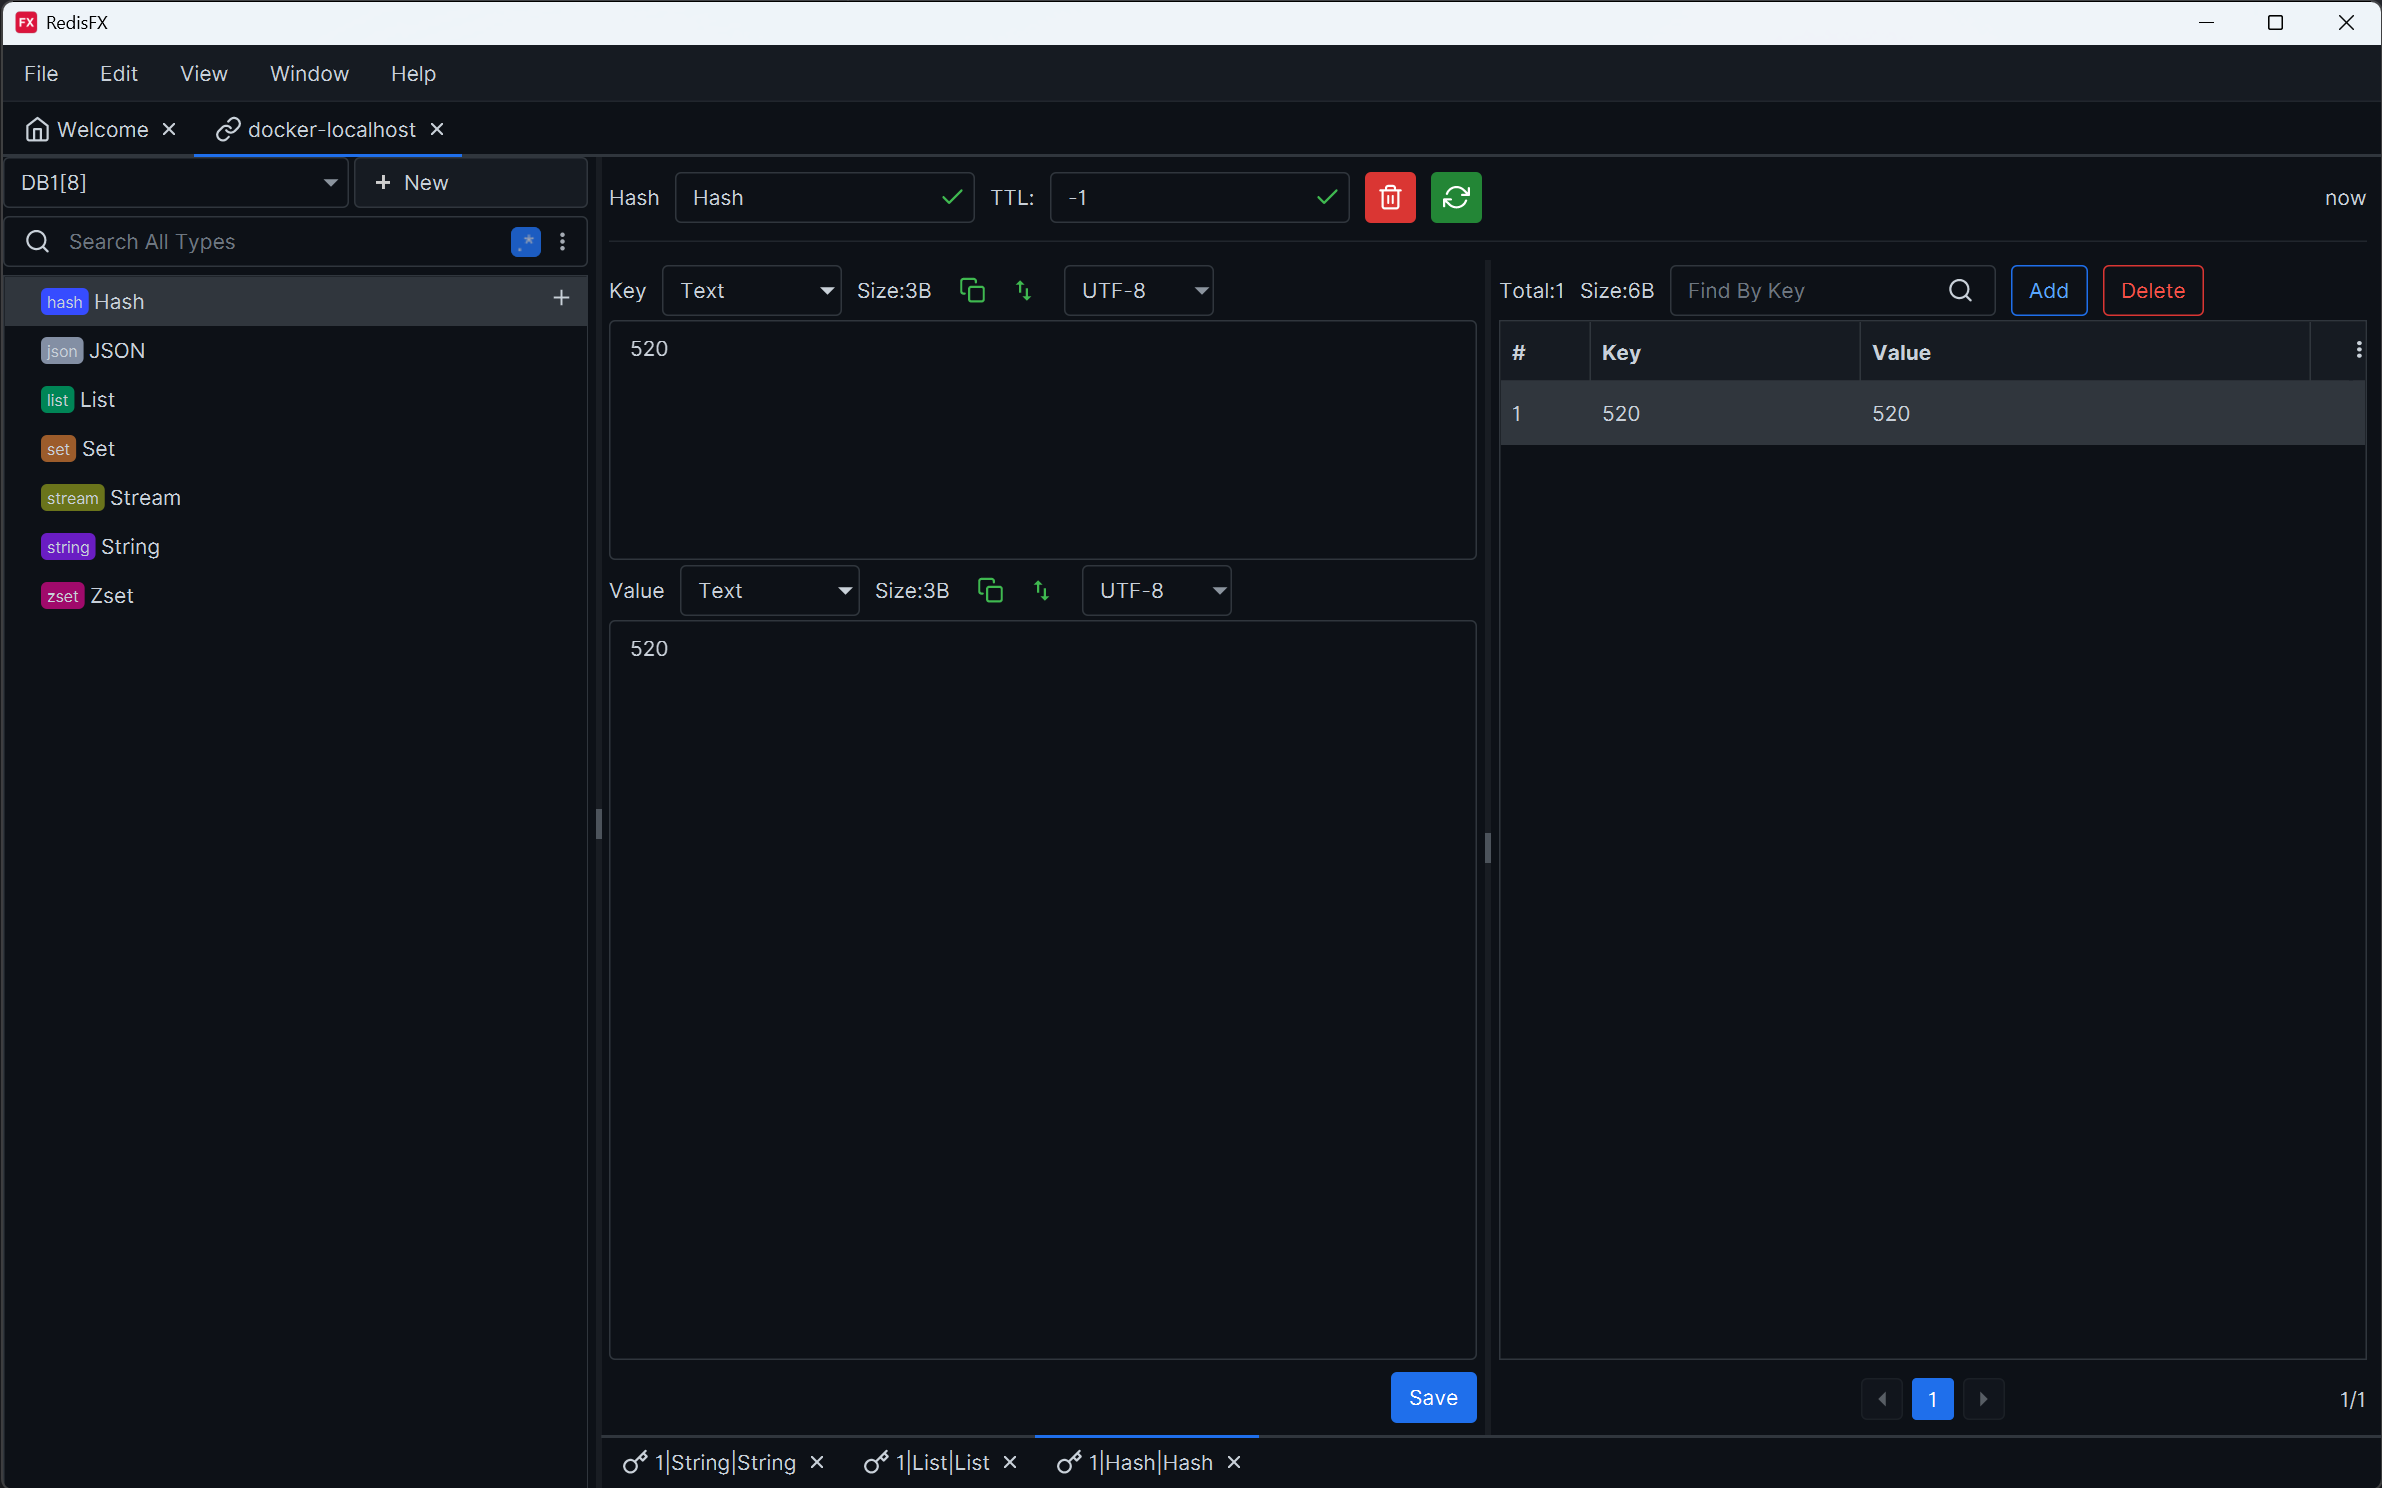 FX RedisFX
File Edit View Window Help
Welcome docker-localhost
DB1[8] + New
Search All Types .*
hash Hash
json JSON
list List
set Set
stream Stream
string String
zset Zset
Hash Hash TTL: -1 now
Key Text Size:3B UTF-8
520
Value Text Size:3B UTF-8
520
Save
Total:1 Size:6B Find By Key Add Delete
# Key Value
1 520 520
1 1/1
1|String|String 1|List|List 1|Hash|Hash